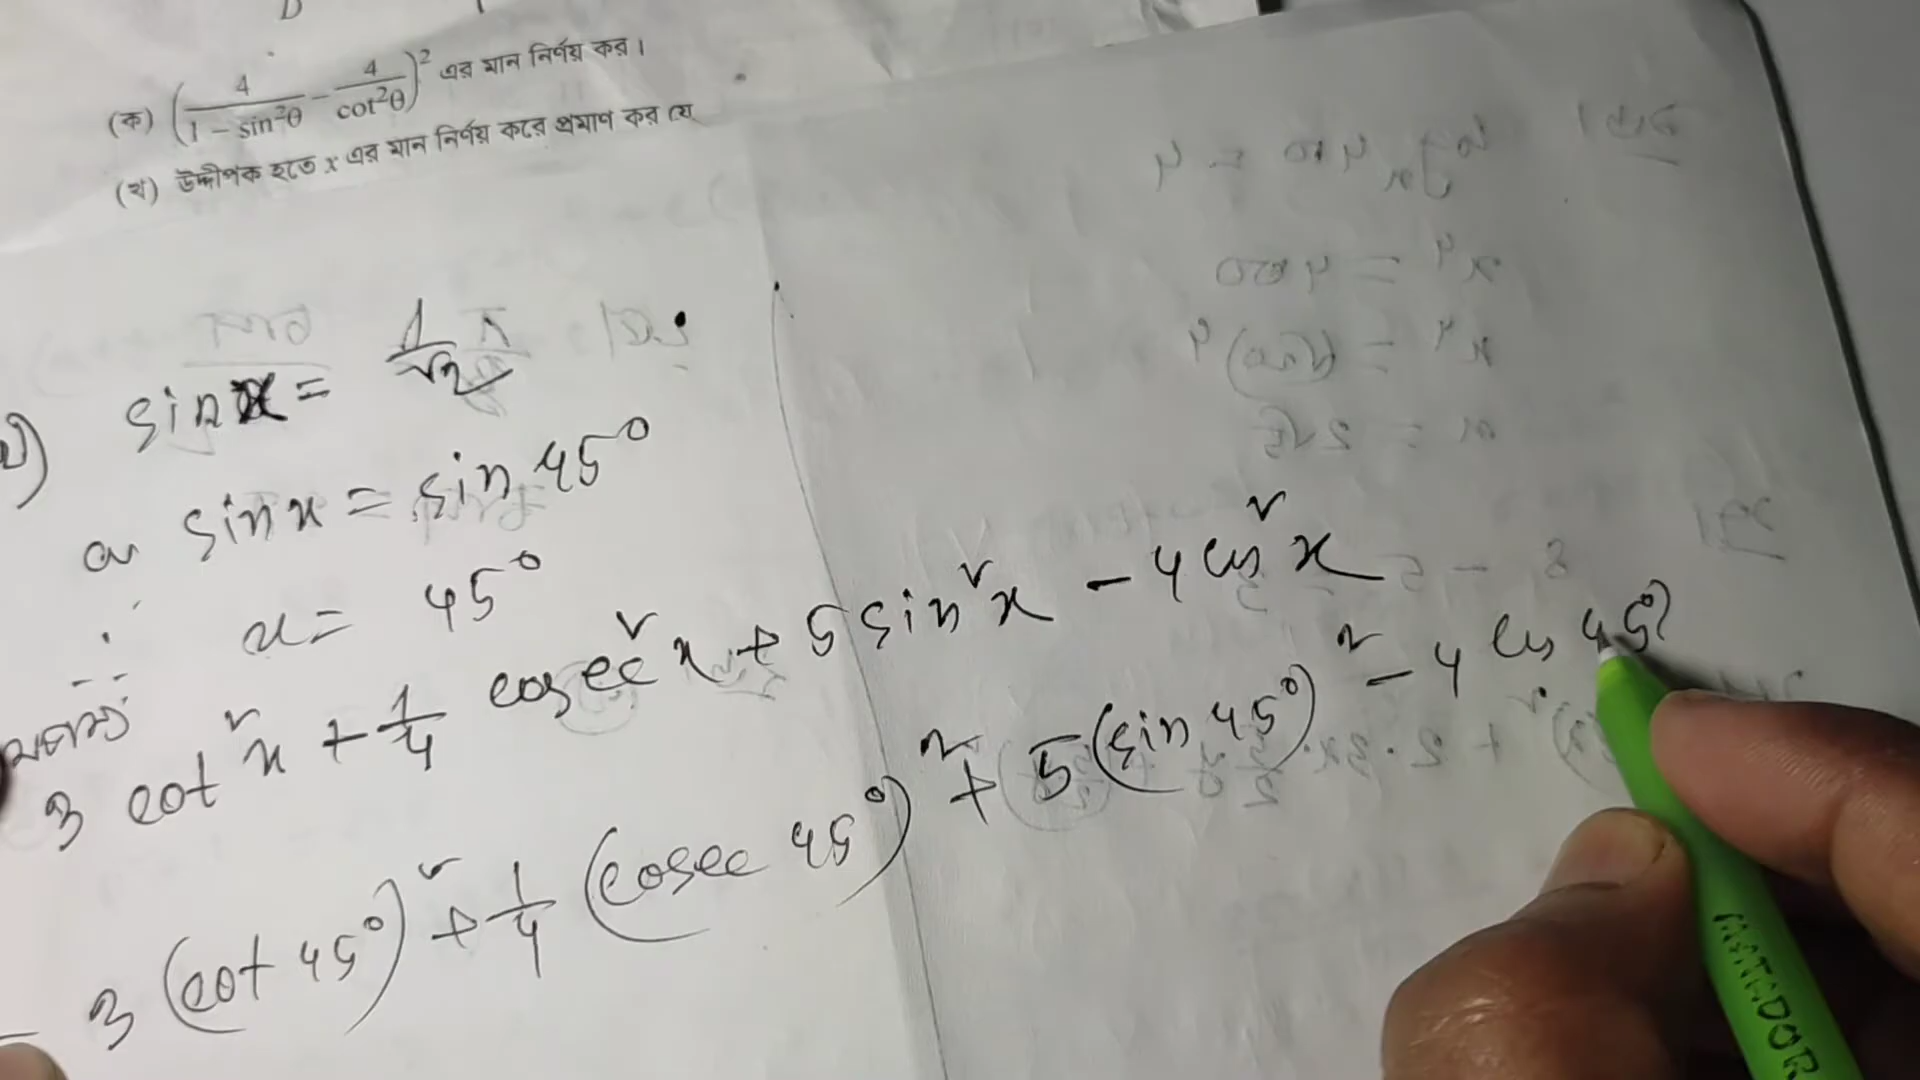 (ক) (4/(1 - sin²θ) - 4/cot²θ)² এর মান নির্ণয় কর।
(খ) উদ্দীপক হতে x এর মান নির্ণয় করে প্রমাণ কর যে
sin x = 1/√2
or sin x = sin 45°
∴ x = 45°
3 cot²x + 1/4 cosec²x + 5 sin²x - 4 cos²x
3 (cot 45°)² + 1/4 (cosec 45°)² + 5 (sin 45°)² - 4 cos 45°
MATADOR